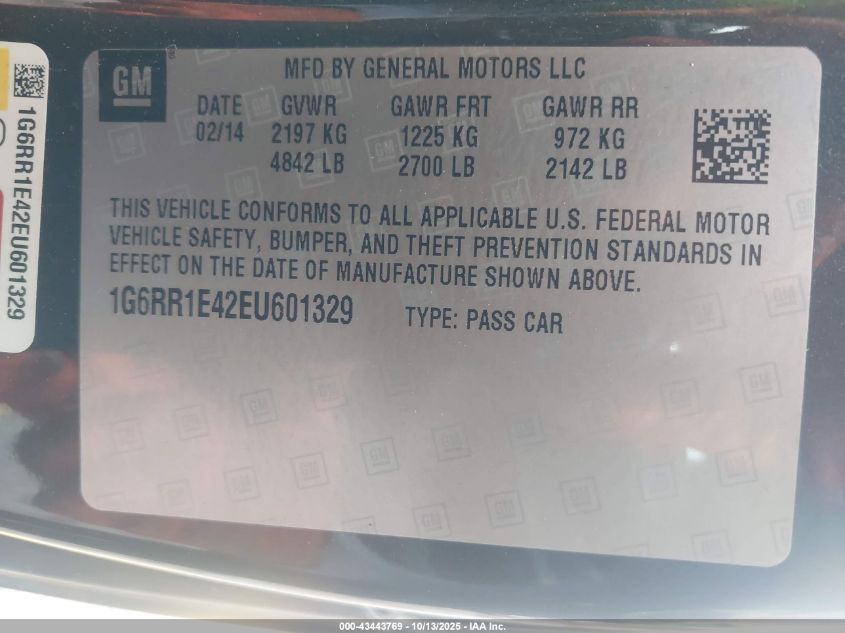 GM
MFD BY GENERAL MOTORS LLC
DATE GVWR GAWR FRT GAWR RR
02/14 2197 KG 1225 KG 972 KG
4842 LB 2700 LB 2142 LB
THIS VEHICLE CONFORMS TO ALL APPLICABLE U.S. FEDERAL MOTOR
VEHICLE SAFETY, BUMPER, AND THEFT PREVENTION STANDARDS IN
EFFECT ON THE DATE OF MANUFACTURE SHOWN ABOVE.
1G6RR1E42EU601329 TYPE: PASS CAR
1G6RR1E42EU601329
000-43443769 - 10/13/2025 - IAA Inc.